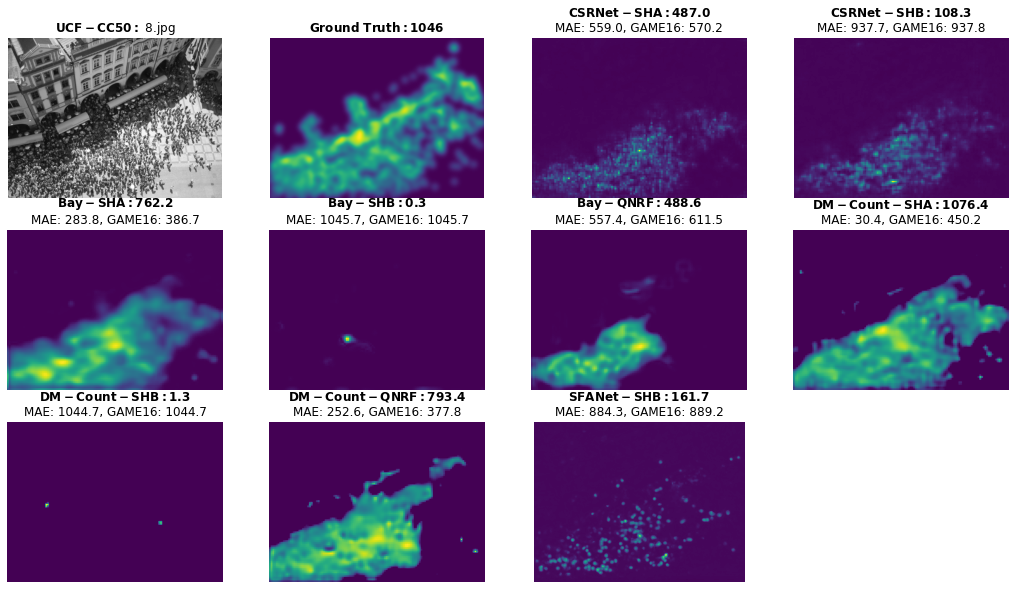 UCF − CC50: 8.jpg
Ground Truth: 1046
CSRNet − SHA: 487.0
MAE: 559.0, GAME16: 570.2
CSRNet − SHB: 108.3
MAE: 937.7, GAME16: 937.8
Bay − SHA: 762.2
MAE: 283.8, GAME16: 386.7
Bay − SHB: 0.3
MAE: 1045.7, GAME16: 1045.7
Bay − QNRF: 488.6
MAE: 557.4, GAME16: 611.5
DM − Count − SHA: 1076.4
MAE: 30.4, GAME16: 450.2
DM − Count − SHB: 1.3
MAE: 1044.7, GAME16: 1044.7
DM − Count − QNRF: 793.4
MAE: 252.6, GAME16: 377.8
SFANet − SHB: 161.7
MAE: 884.3, GAME16: 889.2